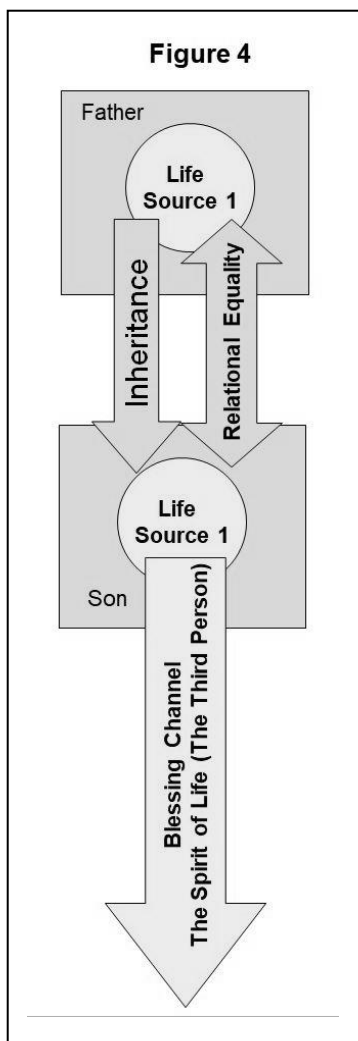 Figure 4
Father
Life
Source 1
Inheritance
Relational Equality
Life
Source 1
Son
Blessing Channel
The Spirit of Life (The Third Person)